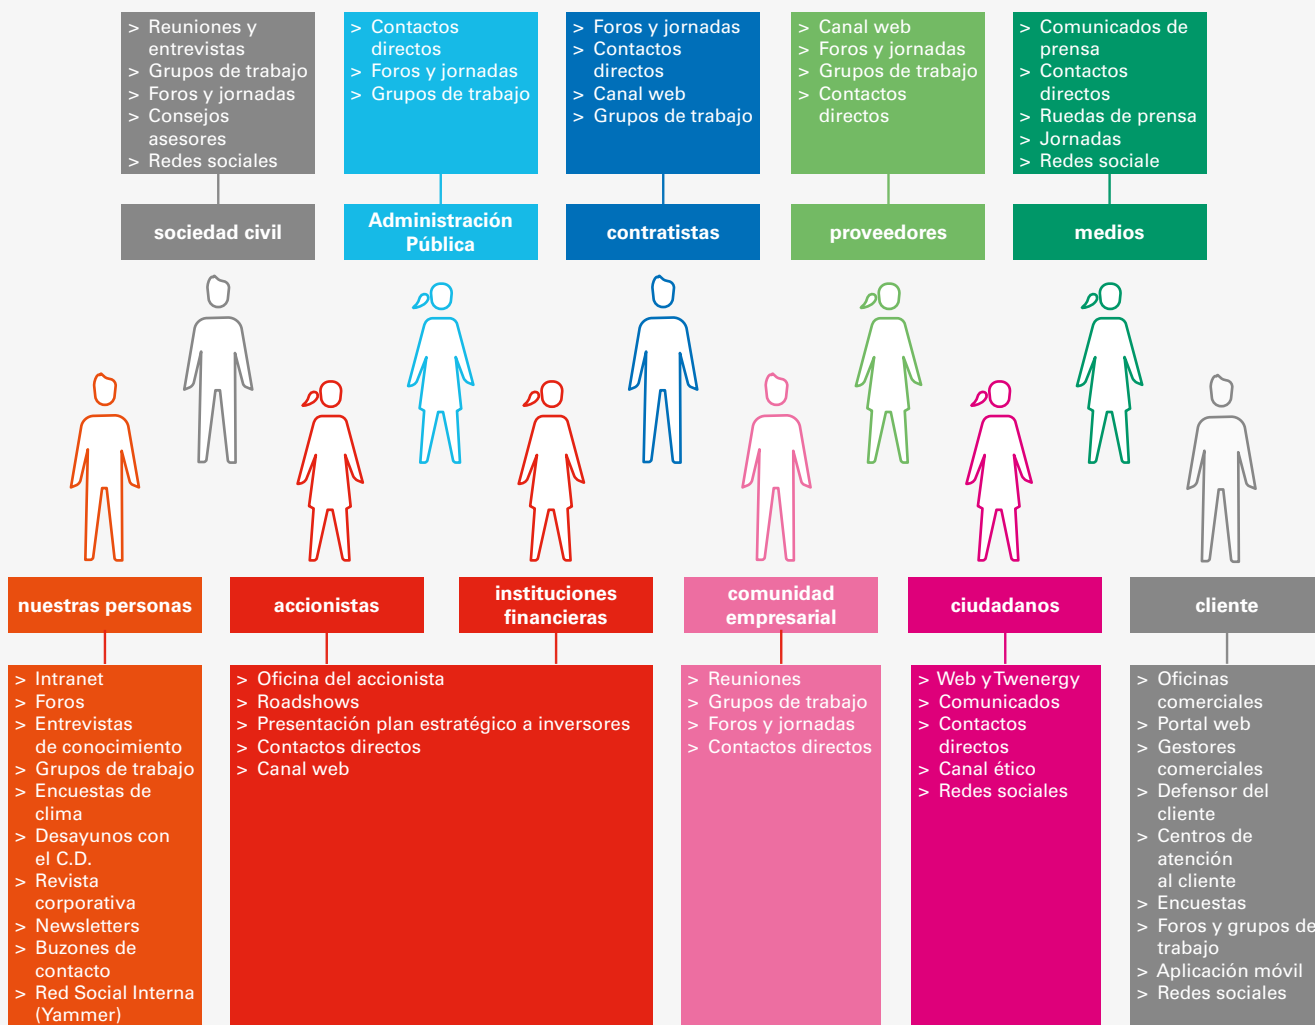 > Reuniones y
entrevistas
> Grupos de trabajo
> Foros y jornadas
> Consejos
asesores
> Redes sociales
> Contactos
directos
> Foros y jornadas
> Grupos de trabajo
> Foros y jornadas
> Contactos
directos
> Canal web
> Grupos de trabajo
> Canal web
> Foros y jornadas
> Grupos de trabajo
> Contactos
directos
> Comunicados de
prensa
> Contactos
directos
> Ruedas de prensa
> Jornadas
> Redes sociale
sociedad civil
Administración
Pública
contratistas
proveedores
medios
nuestras personas
accionistas
instituciones
financieras
comunidad
empresarial
ciudadanos
cliente
> Intranet
> Foros
> Entrevistas
de conocimiento
> Grupos de trabajo
> Encuestas de
clima
> Desayunos con
el C.D.
> Revista
corporativa
> Newsletters
> Buzones de
contacto
> Red Social Interna
(Yammer)
> Oficina del accionista
> Roadshows
> Presentación plan estratégico a inversores
> Contactos directos
> Canal web
> Reuniones
> Grupos de trabajo
> Foros y jornadas
> Contactos directos
> Web y Twenergy
> Comunicados
> Contactos
directos
> Canal ético
> Redes sociales
> Oficinas
comerciales
> Portal web
> Gestores
comerciales
> Defensor del
cliente
> Centros de
atención
al cliente
> Encuestas
> Foros y grupos de
trabajo
> Aplicación móvil
> Redes sociales